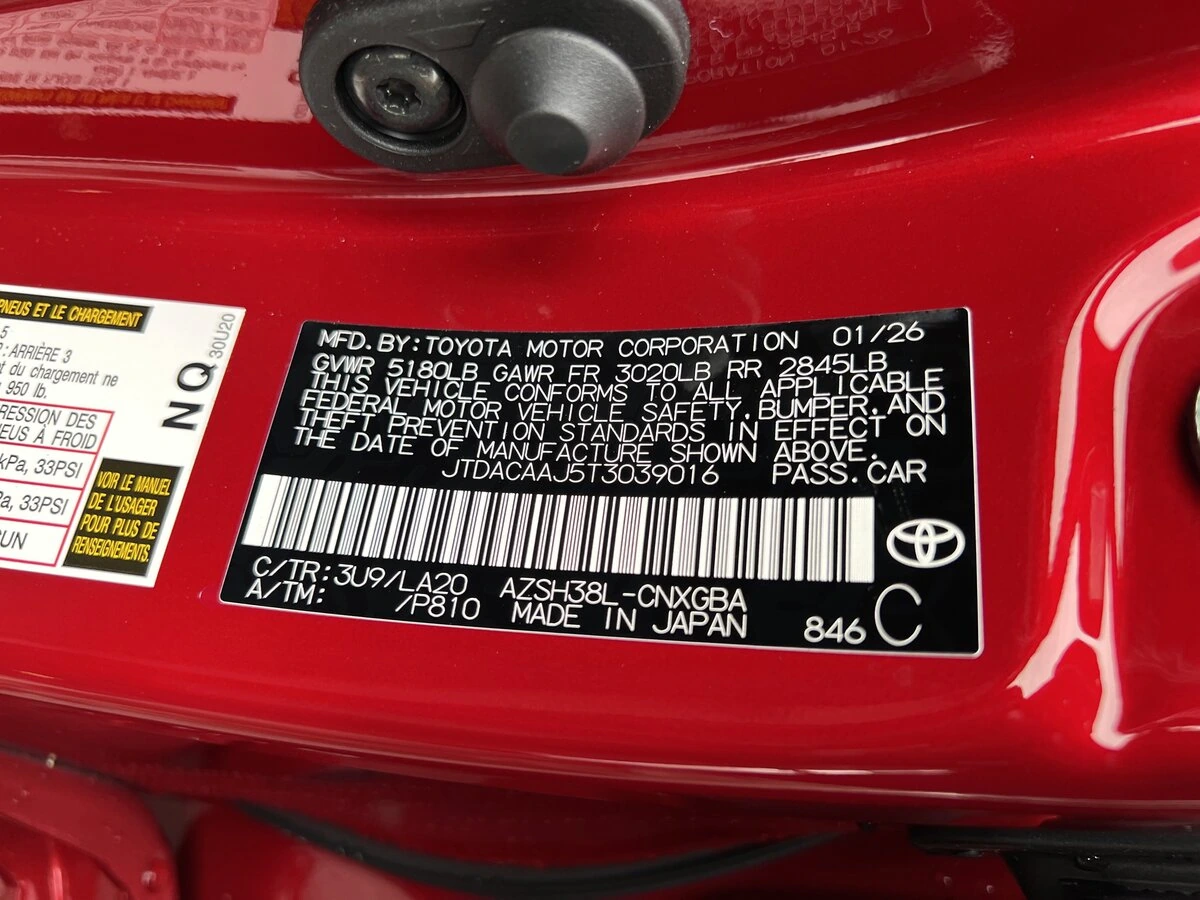 PNEUS ET LE CHARGEMENT
5
: ARRIÈRE 3
t du chargement ne
950 lb.
RESSION DES
NEUS À FROID
kPa, 33PSI
Pa, 33PSI
CUN
VOIR LE MANUEL
DE L'USAGER
POUR PLUS DE
RENSEIGNEMENTS.
NQ
30U20
MFD.BY:TOYOTA MOTOR CORPORATION 01/26
GVWR 5180LB GAWR FR 3020LB RR 2845LB
THIS VEHICLE CONFORMS TO ALL APPLICABLE
FEDERAL MOTOR VEHICLE SAFETY,BUMPER,AND
THEFT PREVENTION STANDARDS IN EFFECT ON
THE DATE OF MANUFACTURE SHOWN ABOVE.
JTDACAAJ5T3039016 PASS.CAR
C/TR:3U9/LA20 AZSH38L-CNXGBA
A/TM: /P810 MADE IN JAPAN 846 C